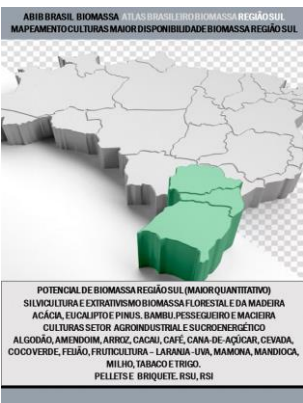 ABIB BRASIL BIOMASSA ATLAS BRASILEIRO BIOMASSA REGIÃO SUL
MAPEAMENTO CULTURAS MAIOR DISPONIBILIDADE BIOMASSA REGIÃO SUL
POTENCIAL DE BIOMASSA REGIÃO SUL (MAIOR QUANTITATIVO)
SILVICULTURA E EXTRATIVISMO BIOMASSA FLORESTAL E DA MADEIRA
ACÁCIA, EUCALIPTO E PINUS. BAMBU. PESSEGUEIRO E MACIEIRA
CULTURAS SETOR AGROINDUSTRIAL E SUCROENERGÉTICO
ALGODÃO, AMENDOIM, ARROZ, CACAU, CAFÉ, CANA-DE-AÇÚCAR, CEVADA,
COCO VERDE, FEIJÃO, FRUTICULTURA – LARANJA -UVA, MAMONA, MANDIOCA,
MILHO, TABACO E TRIGO.
PELLETS E BRIQUETE. RSU, RSI